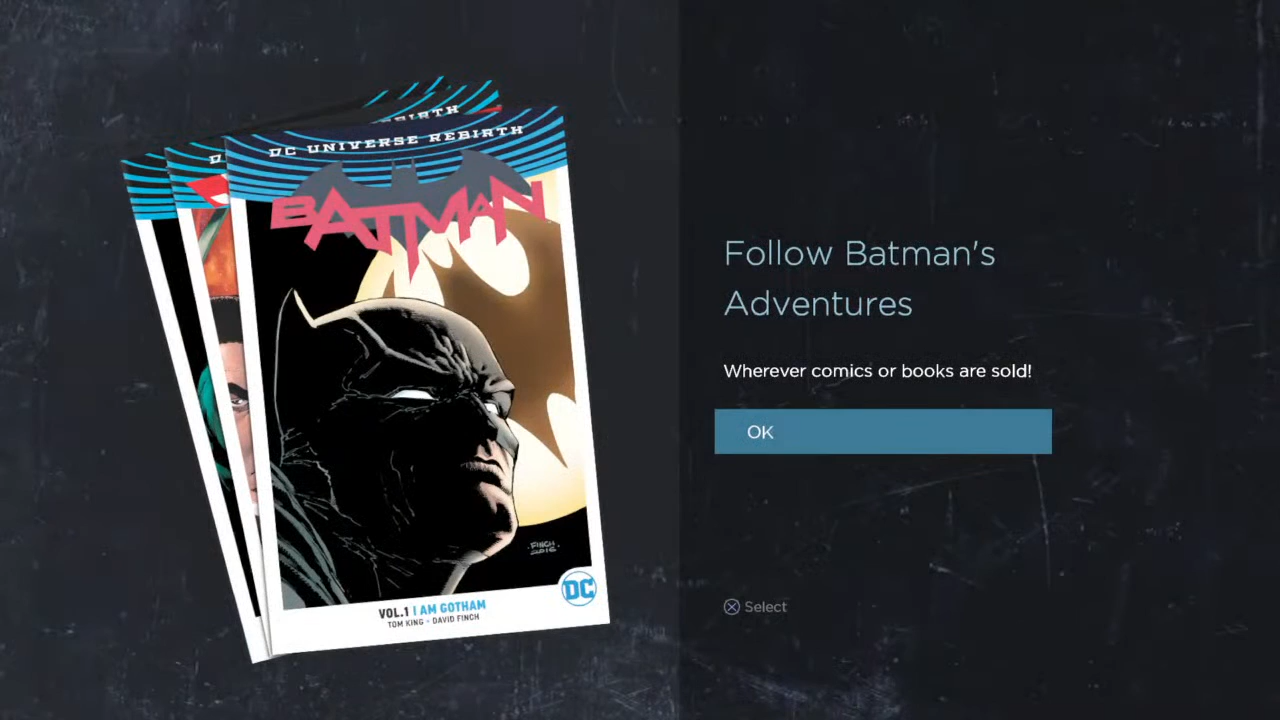 DC UNIVERSE REBIRTH
BATMAN
FINCH
2016
DC
VOL.1 I AM GOTHAM
TOM KING - DAVID FINCH
Follow Batman's
Adventures
Wherever comics or books are sold!
OK
Select